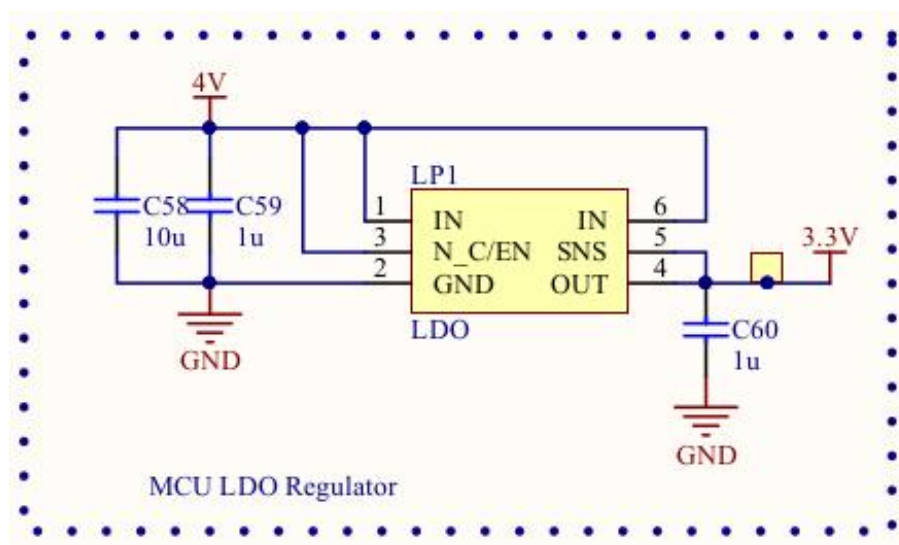 4V
LP1
C58
C59
10u
1u
1
IN
IN
6
3
N_C/EN
SNS
5
3.3V
2
GND
OUT
4
LDO
C60
1u
GND
GND
MCU LDO Regulator